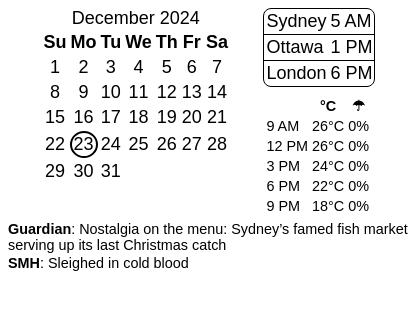 December 2024
Su Mo Tu We Th Fr Sa
1 2 3 4 5 6 7
8 9 10 11 12 13 14
15 16 17 18 19 20 21
22 23 24 25 26 27 28
29 30 31
Sydney 5 AM
Ottawa 1 PM
London 6 PM
°C ☂
9 AM 26°C 0%
12 PM 26°C 0%
3 PM 24°C 0%
6 PM 22°C 0%
9 PM 18°C 0%
Guardian: Nostalgia on the menu: Sydney’s famed fish market
serving up its last Christmas catch
SMH: Sleighed in cold blood